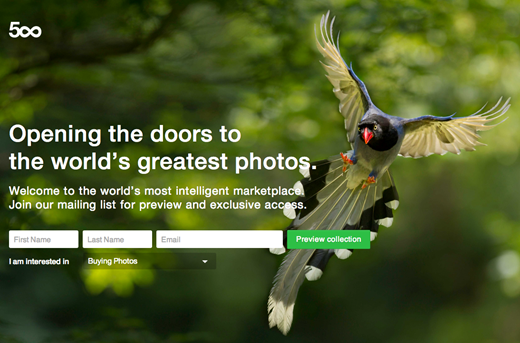 500
Opening the doors to
the world's greatest photos.
Welcome to the world's most intelligent marketplace.
Join our mailing list for preview and exclusive access.
First Name Last Name Email Preview collection
I am interested in Buying Photos